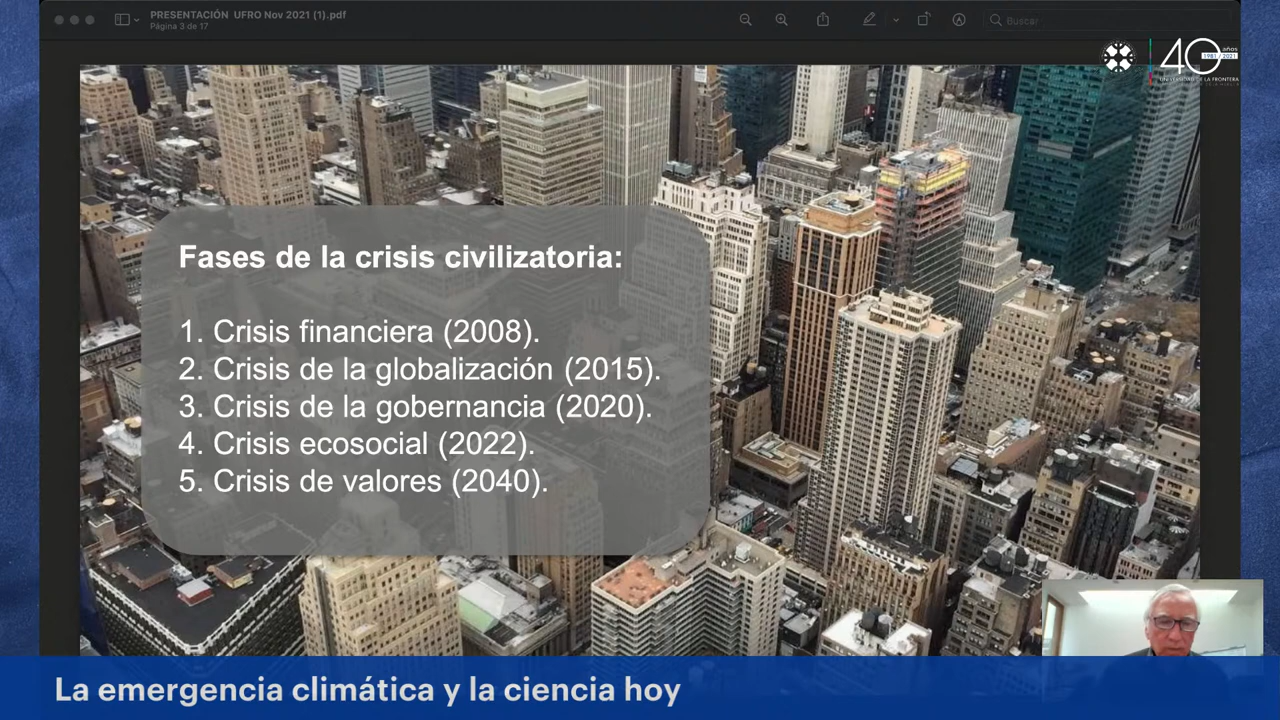 PRESENTACIÓN UFRO Nov 2021 (1).pdf
Página 3 de 17
Buscar
40 años
1981 / 2021
UNIVERSIDAD DE LA FRONTERA
Fases de la crisis civilizatoria:
1. Crisis financiera (2008).
2. Crisis de la globalización (2015).
3. Crisis de la gobernancia (2020).
4. Crisis ecosocial (2022).
5. Crisis de valores (2040).
La emergencia climática y la ciencia hoy